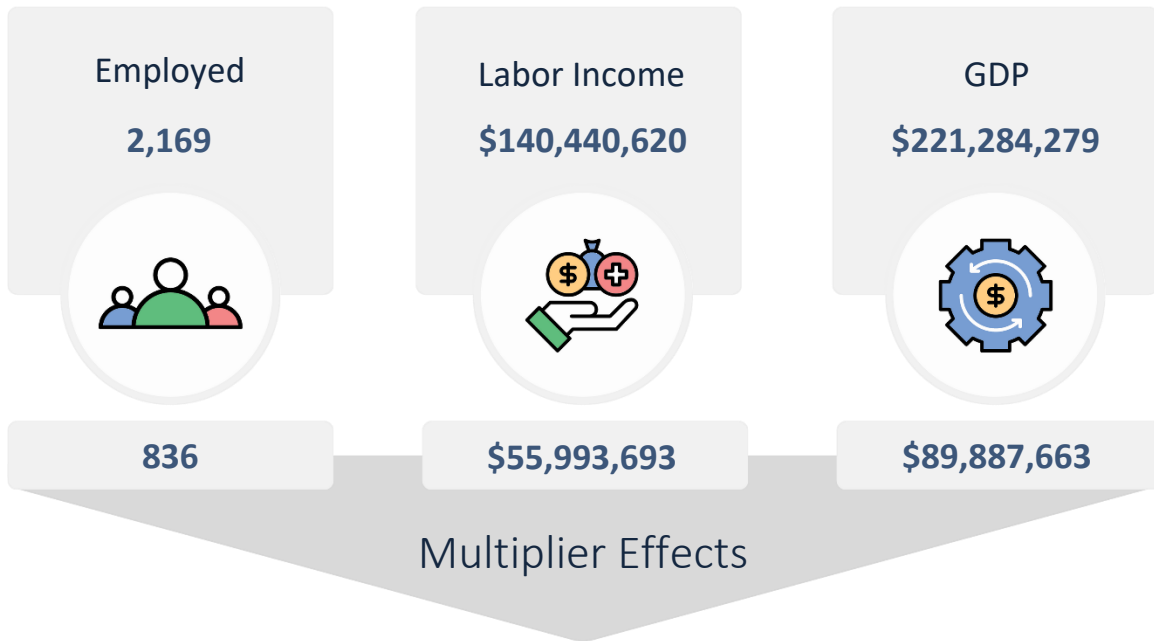 Employed
2,169
Labor Income
$140,440,620
GDP
$221,284,279
$
$
836
$55,993,693
$89,887,663
Multiplier Effects